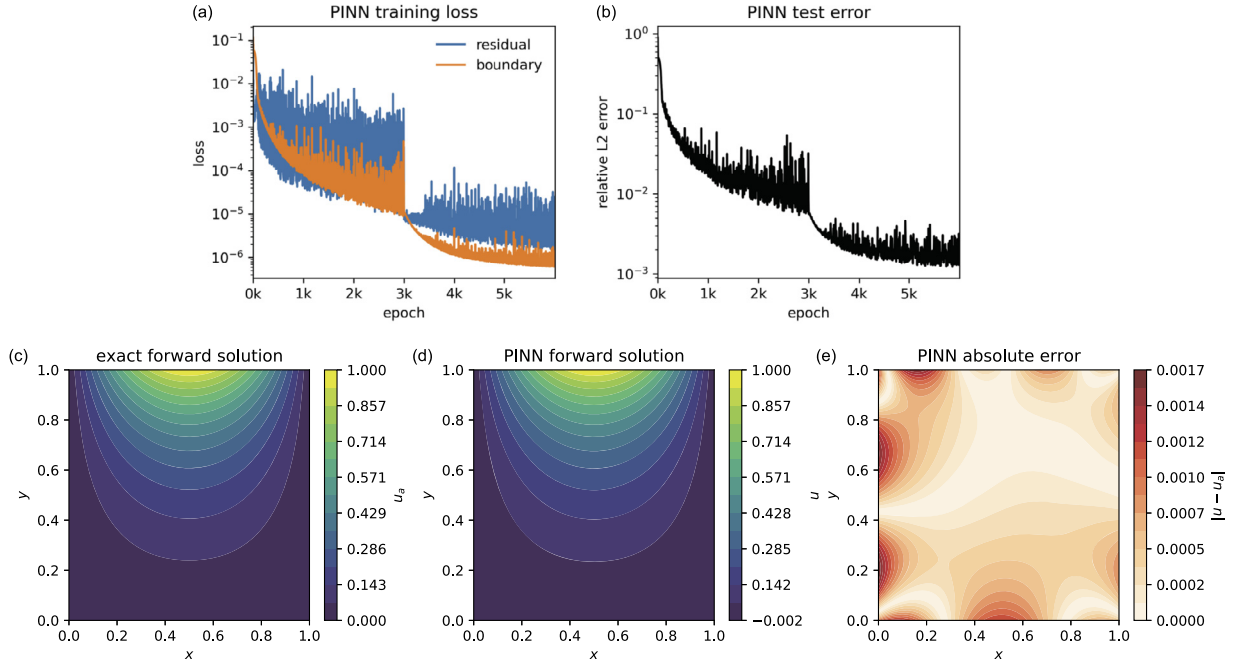 (a) PINN training loss
10⁻¹
10⁻²
10⁻³
10⁻⁴
10⁻⁵
10⁻⁶
loss
residual
boundary
0k 1k 2k 3k 4k 5k
epoch
(b) PINN test error
10⁰
10⁻¹
10⁻²
10⁻³
relative L2 error
0k 1k 2k 3k 4k 5k
epoch
(c) exact forward solution
1.0
0.8
0.6
0.4
0.2
0.0
y
0.0 0.2 0.4 0.6 0.8 1.0
x
1.000
0.857
0.714
0.571
0.429
0.286
0.143
0.000
uₐ
(d) PINN forward solution
1.0
0.8
0.6
0.4
0.2
0.0
y
0.0 0.2 0.4 0.6 0.8 1.0
x
1.000
0.857
0.714
0.571
0.429
0.286
0.143
−0.002
u
(e) PINN absolute error
1.0
0.8
0.6
0.4
0.2
0.0
y
0.0 0.2 0.4 0.6 0.8 1.0
x
0.0017
0.0014
0.0012
0.0010
0.0007
0.0005
0.0002
0.0000
|u − uₐ|